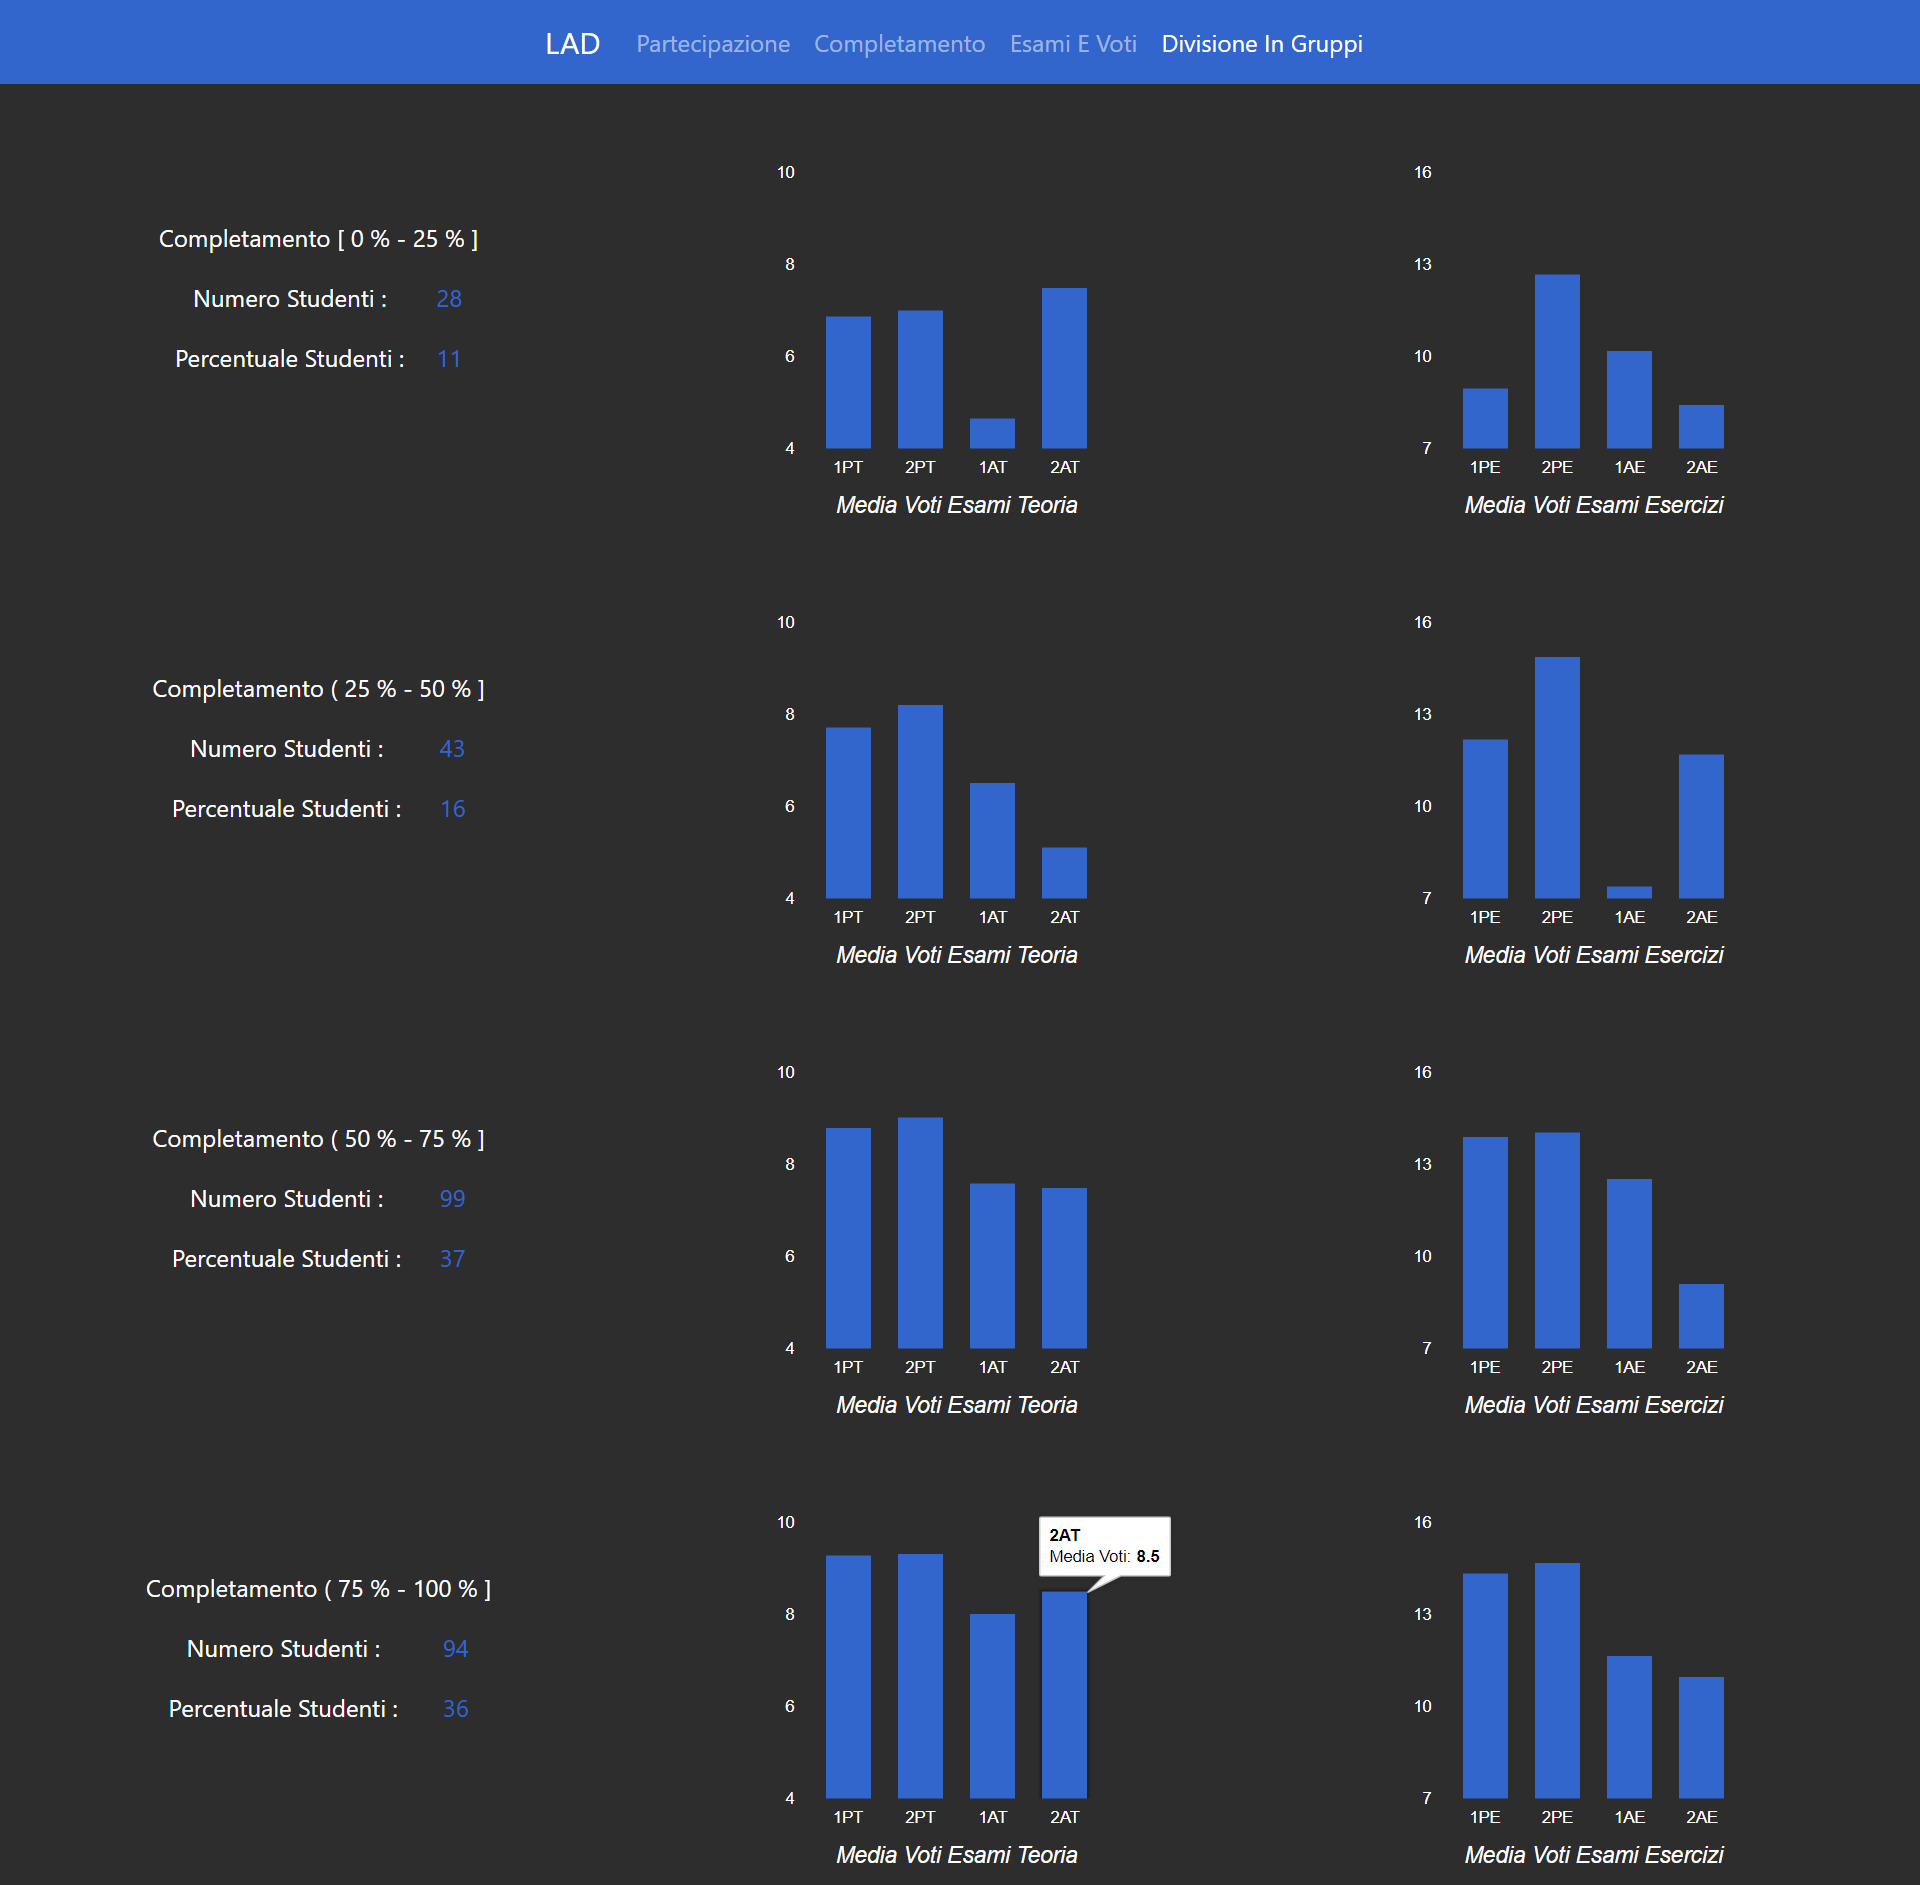 LAD Partecipazione Completamento Esami E Voti Divisione In Gruppi
Completamento [ 0 % - 25 % ]
Numero Studenti : 28
Percentuale Studenti : 11
10
8
6
4
1PT 2PT 1AT 2AT
Media Voti Esami Teoria
16
13
10
7
1PE 2PE 1AE 2AE
Media Voti Esami Esercizi
Completamento ( 25 % - 50 % ]
Numero Studenti : 43
Percentuale Studenti : 16
10
8
6
4
1PT 2PT 1AT 2AT
Media Voti Esami Teoria
16
13
10
7
1PE 2PE 1AE 2AE
Media Voti Esami Esercizi
Completamento ( 50 % - 75 % ]
Numero Studenti : 99
Percentuale Studenti : 37
10
8
6
4
1PT 2PT 1AT 2AT
Media Voti Esami Teoria
16
13
10
7
1PE 2PE 1AE 2AE
Media Voti Esami Esercizi
Completamento ( 75 % - 100 % ]
Numero Studenti : 94
Percentuale Studenti : 36
10
8
6
4
2AT
Media Voti: 8.5
1PT 2PT 1AT 2AT
Media Voti Esami Teoria
16
13
10
7
1PE 2PE 1AE 2AE
Media Voti Esami Esercizi